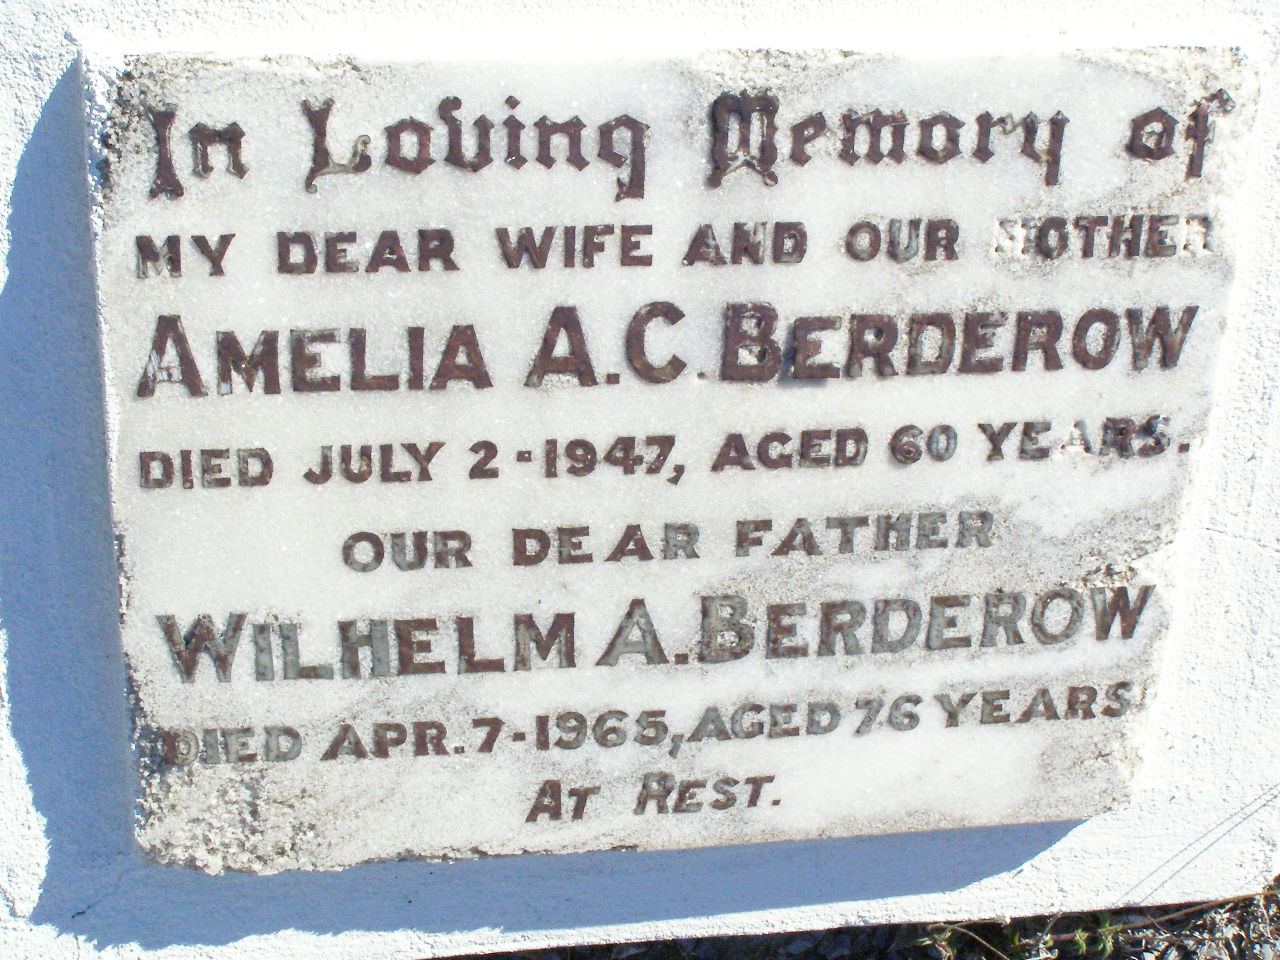 In Loving Memory of
MY DEAR WIFE AND OUR MOTHER
AMELIA A.C. BERDEROW
DIED JULY 2-1947, AGED 60 YEARS.
OUR DEAR FATHER
WILHELM A. BERDEROW
DIED APR. 7-1965, AGED 76 YEARS
AT REST.